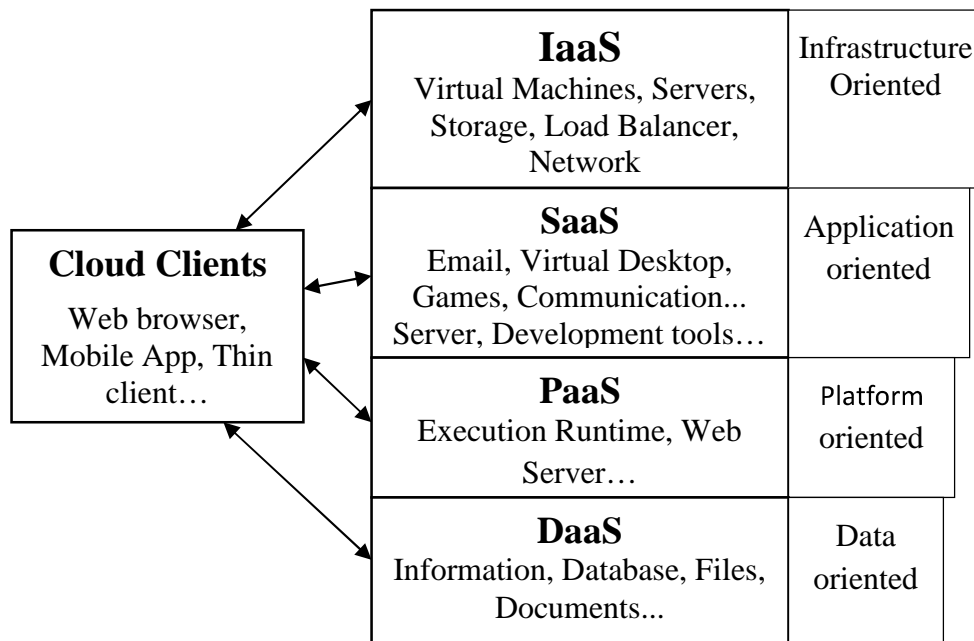 IaaS
Virtual Machines, Servers,
Storage, Load Balancer,
Network
Infrastructure
Oriented
SaaS
Email, Virtual Desktop,
Games, Communication...
Server, Development tools…
Application
oriented
Cloud Clients
Web browser,
Mobile App, Thin
client…
PaaS
Execution Runtime, Web
Server…
Platform
oriented
DaaS
Information, Database, Files,
Documents...
Data
oriented